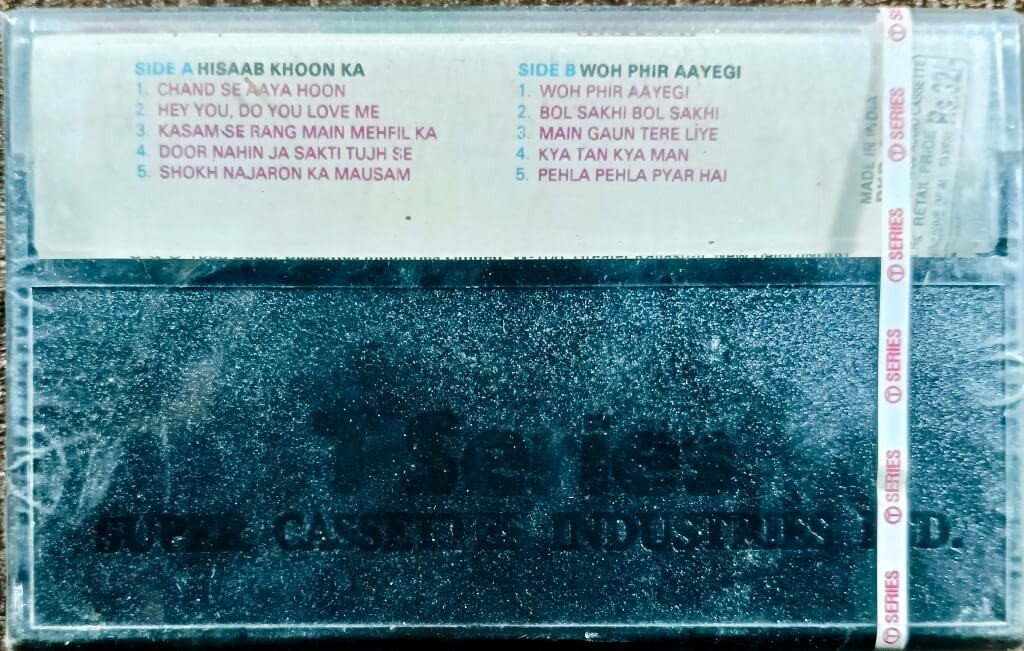 SIDE A HISAAB KHOON KA
1. CHAND SE AAYA HOON
2. HEY YOU, DO YOU LOVE ME
3. KASAM SE RANG MAIN MEHFIL KA
4. DOOR NAHIN JA SAKTI TUJH SE
5. SHOKH NAJARON KA MAUSAM
SIDE B WOH PHIR AAYEGI
1. WOH PHIR AAYEGI
2. BOL SAKHI BOL SAKHI
3. MAIN GAUN TERE LIYE
4. KYA TAN KYA MAN
5. PEHLA PEHLA PYAR HAI
MADE IN INDIA
RETAIL PRICE Rs.32
T SERIES
T SERIES
T SERIES
T SERIES
T SERIES
T SERIES
T-Series
SUPER CASSETTES INDUSTRIES LTD.